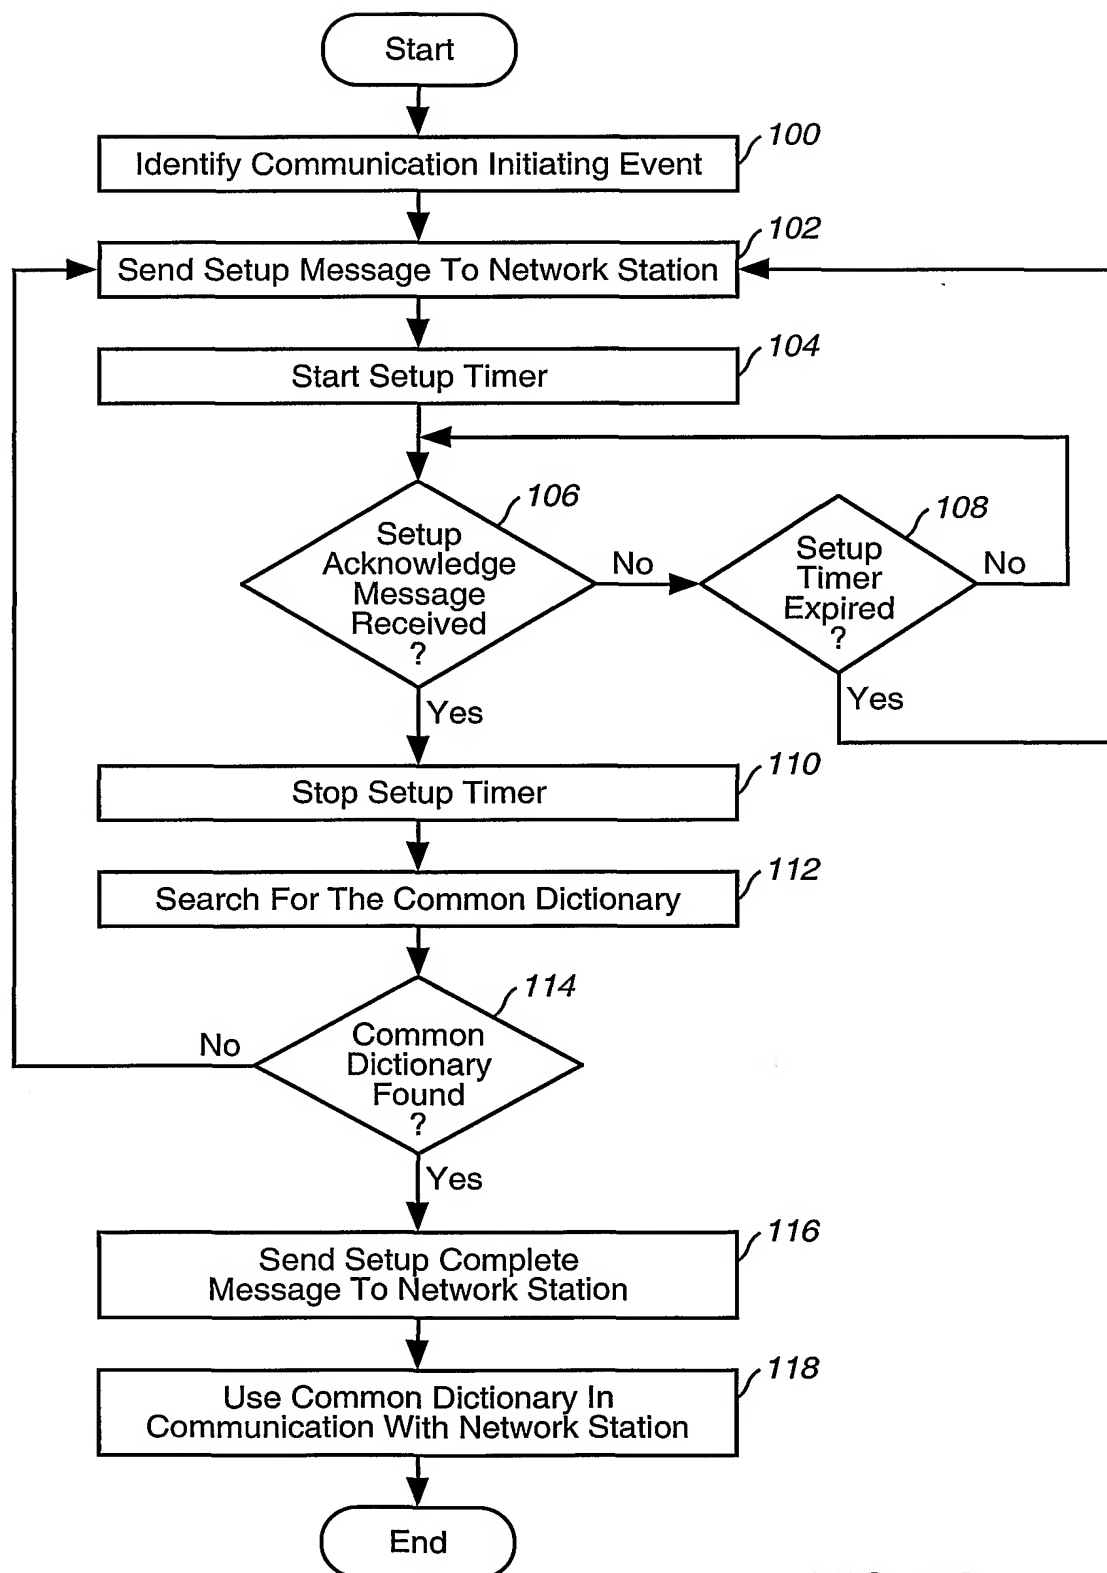 Start
100
Identify Communication Initiating Event
102
Send Setup Message To Network Station
104
Start Setup Timer
106
Setup
Acknowledge
Message
Received
?
No
108
Setup
Timer
Expired
?
No
Yes
Yes
110
Stop Setup Timer
112
Search For The Common Dictionary
114
Common
Dictionary
Found
?
No
Yes
116
Send Setup Complete
Message To Network Station
118
Use Common Dictionary In
Communication With Network Station
End